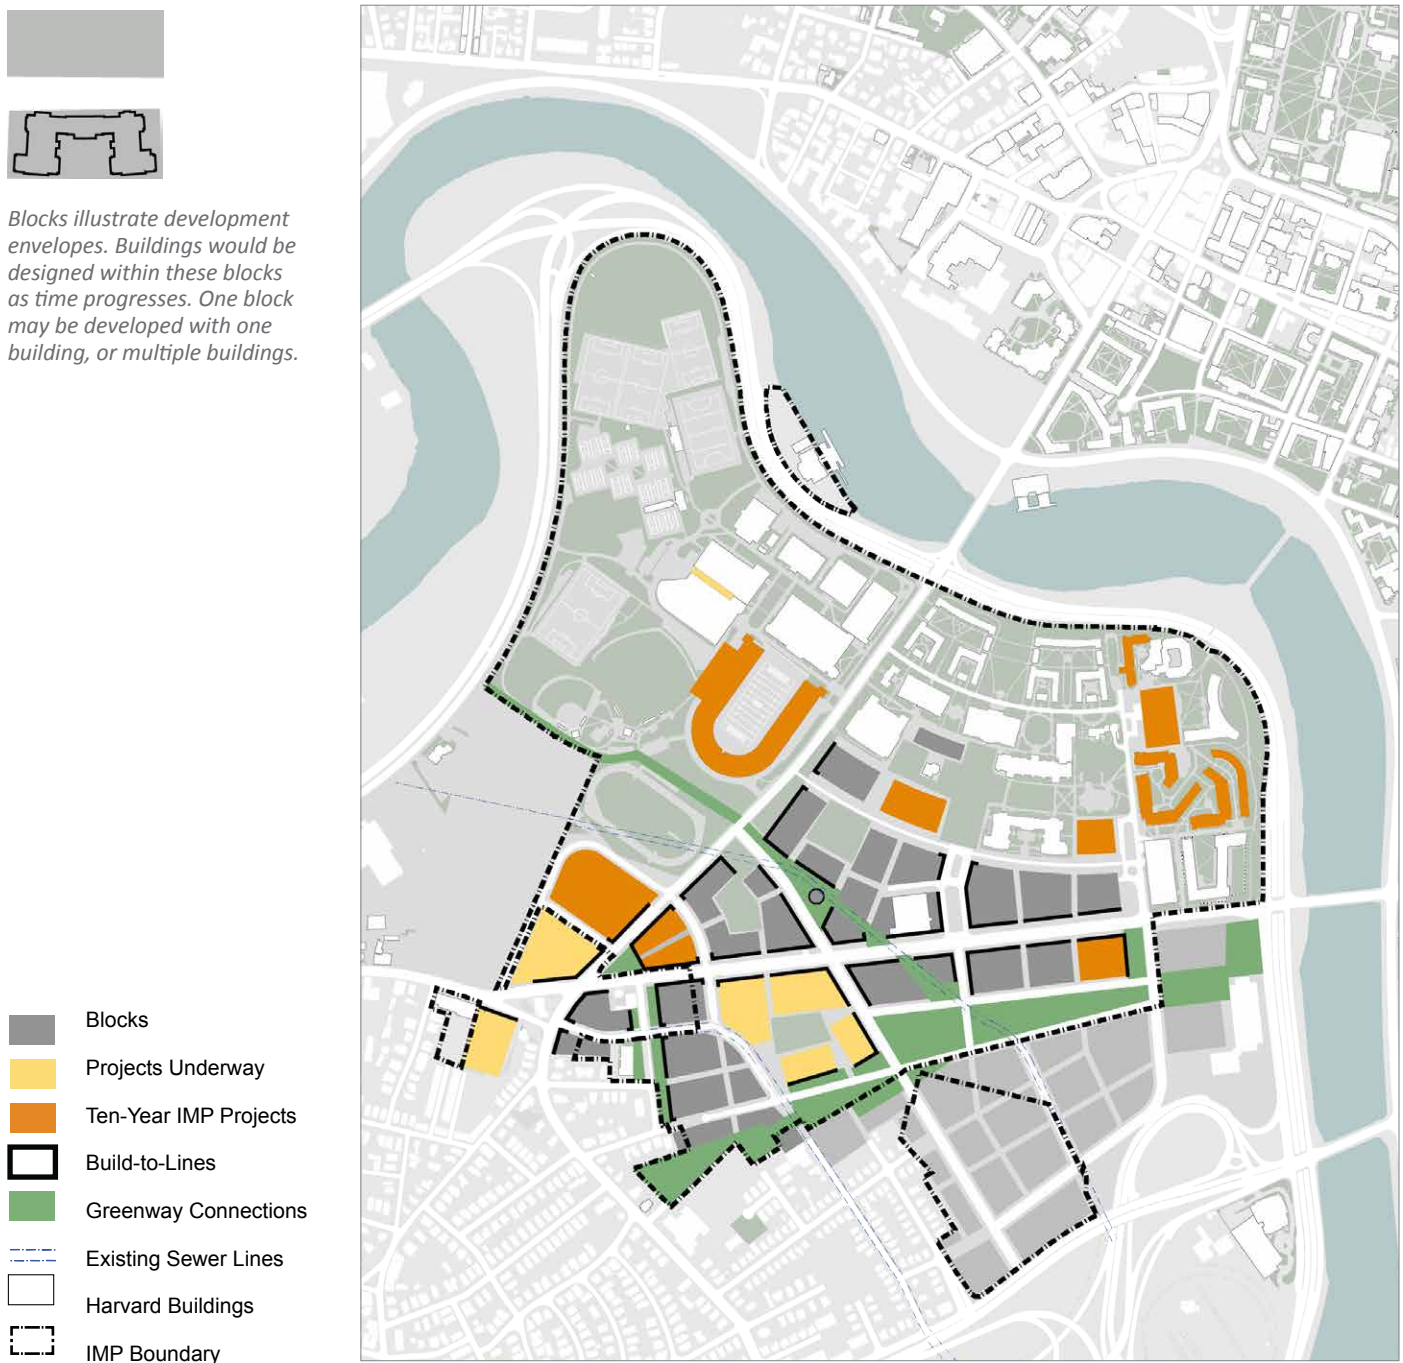 Blocks illustrate development
envelopes. Buildings would be
designed within these blocks
as time progresses. One block
may be developed with one
building, or multiple buildings.
Blocks
Projects Underway
Ten-Year IMP Projects
Build-to-Lines
Greenway Connections
Existing Sewer Lines
Harvard Buildings
IMP Boundary